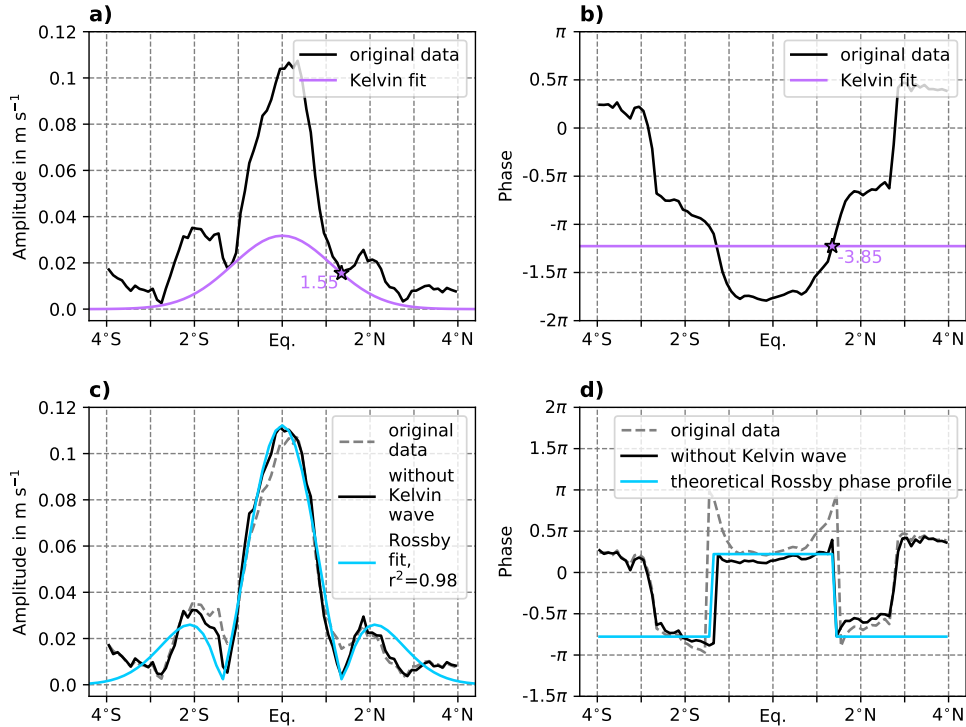 a)
0.12
0.10
0.08
0.06
0.04
0.02
0.0
Amplitude in m s⁻¹
original data
Kelvin fit
1.55
4°S
2°S
Eq.
2°N
4°N
b)
π
0.5π
0
-0.5π
-π
-1.5π
-2π
Phase
original data
Kelvin fit
-3.85
4°S
2°S
Eq.
2°N
4°N
c)
0.12
0.10
0.08
0.06
0.04
0.02
0.0
Amplitude in m s⁻¹
original
data
without
Kelvin
wave
Rossby
fit,
r²=0.98
4°S
2°S
Eq.
2°N
4°N
d)
2π
1.5π
π
0.5π
0
-0.5π
-π
-1.5π
Phase
original data
without Kelvin wave
theoretical Rossby phase profile
4°S
2°S
Eq.
2°N
4°N